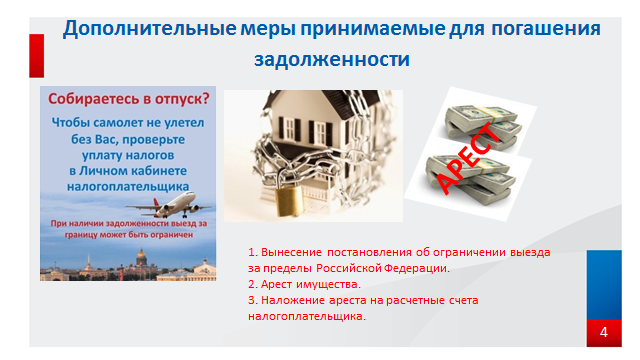 Дополнительные меры принимаемые для погашения
задолженности
Собираетесь в отпуск?
Чтобы самолет не улетел
без Вас, проверьте
уплату налогов
в Личном кабинете
налогоплательщика
При наличии задолженности выезд за
границу может быть ограничен
АРЕСТ
1. Вынесение постановления об ограничении выезда
за пределы Российской Федерации.
2. Арест имущества.
3. Наложение ареста на расчетные счета
налогоплательщика.
4